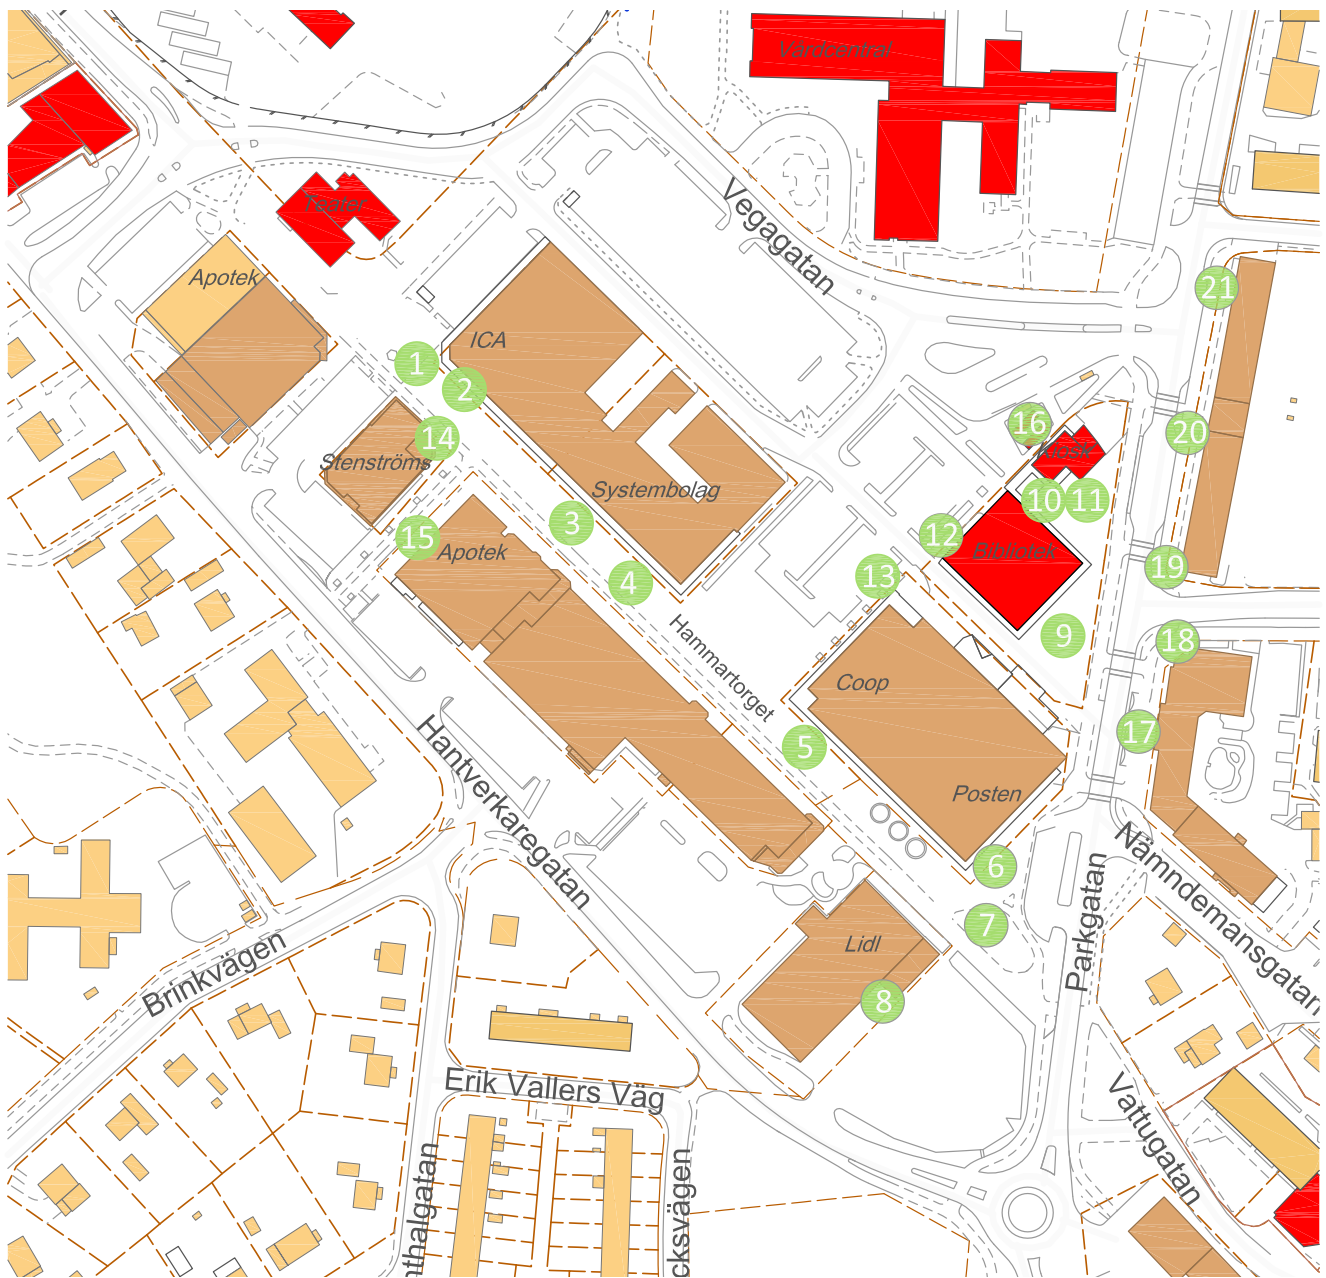 Vårdcentral
Teater
Vegagatan
Apotek
21
ICA
1
2
16
20
14
Kiosk
Stenströms
Systembolag
10
11
3
12
15
Apotek
Bibliotek
19
13
4
9
18
Hammartorget
Coop
17
5
Hantverkaregatan
Posten
Nämndemansgatan
6
Parkgatan
7
Lidl
Brinkvägen
8
Erik Vallers Väg
Vattugatan
nthalgatan
cksvägen